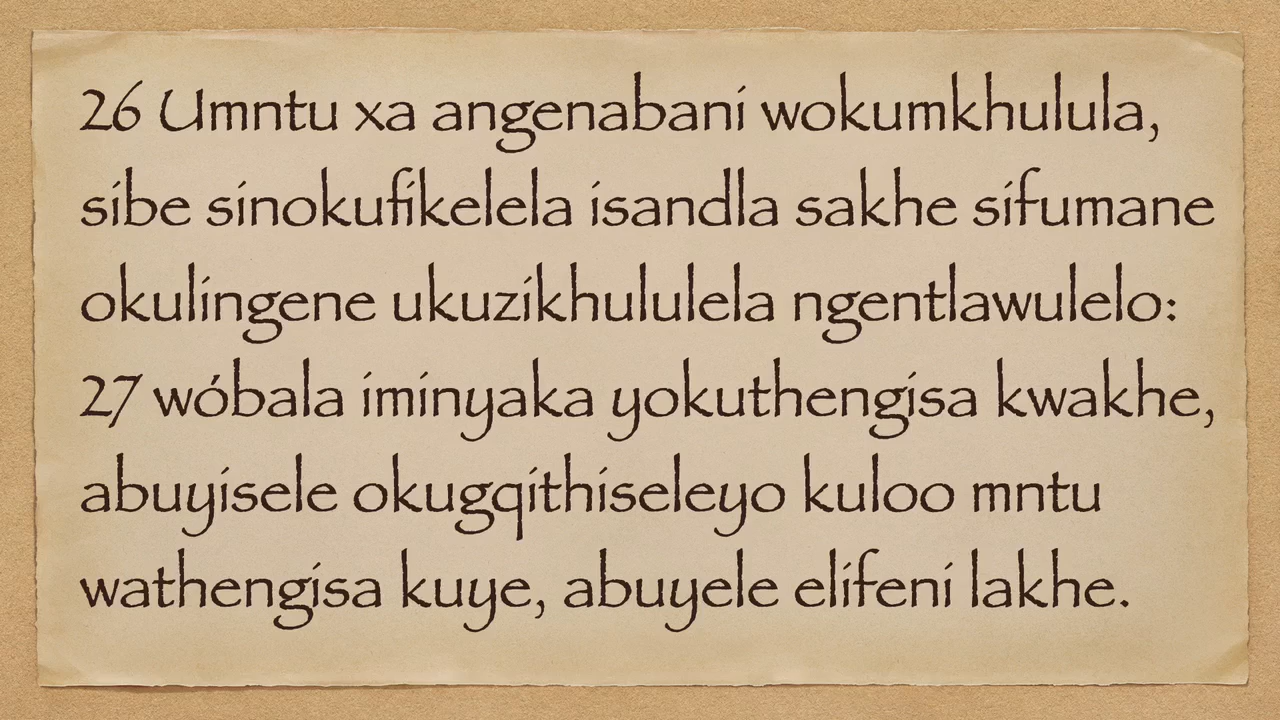 26 Umntu xa angenabani wokumkhulula,
sibe sinokufikelela isandla sakhe sifumane
okulingene ukuzikhululela ngentlawulelo:
27 wóbala iminyaka yokuthengisa kwakhe,
abuyisele okugqithiseleyo kuloo mntu
wathengisa kuye, abuyele elifeni lakhe.